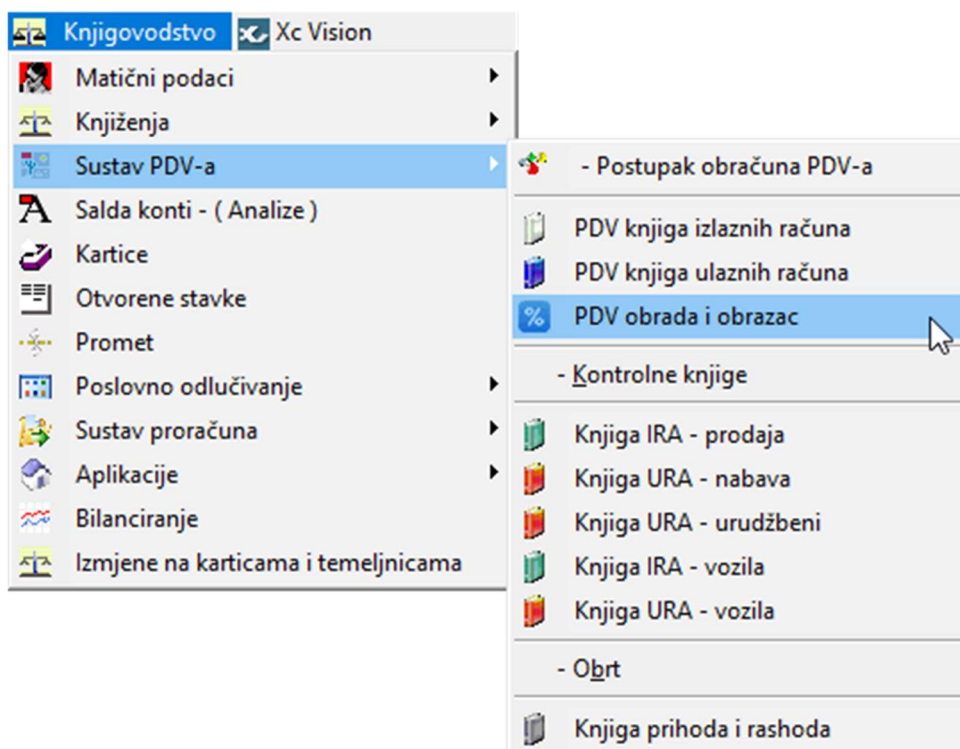 Knjigovodstvo Xc Vision
Matični podaci
Knjiženja
Sustav PDV-a
Salda konti - ( Analize )
Kartice
Otvorene stavke
Promet
Poslovno odlučivanje
Sustav proračuna
Aplikacije
Bilanciranje
Izmjene na karticama i temeljnicama
- Postupak obračuna PDV-a
PDV knjiga izlaznih računa
PDV knjiga ulaznih računa
% PDV obrada i obrazac
- Kontrolne knjige
Knjiga IRA - prodaja
Knjiga URA - nabava
Knjiga URA - urudžbeni
Knjiga IRA - vozila
Knjiga URA - vozila
- Obrt
Knjiga prihoda i rashoda